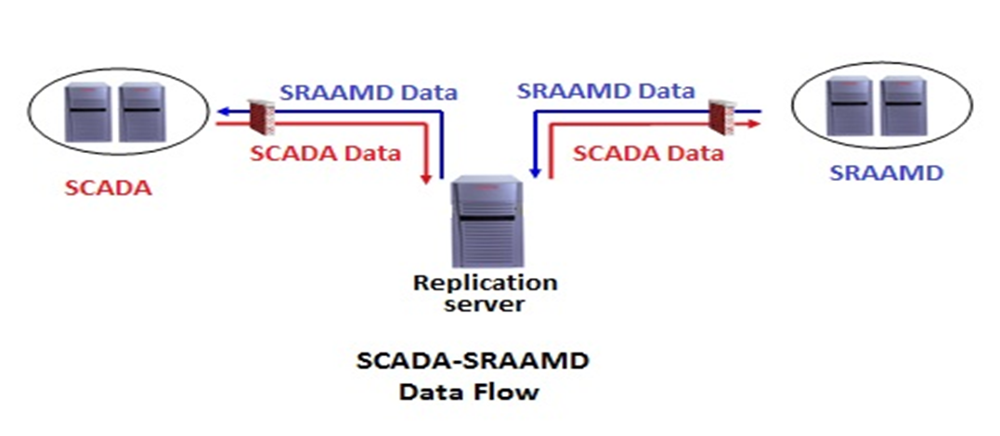 SRAAMD Data
SRAAMD Data
SCADA Data
SCADA Data
SCADA
SRAAMD
Replication
server
SCADA-SRAAMD
Data Flow